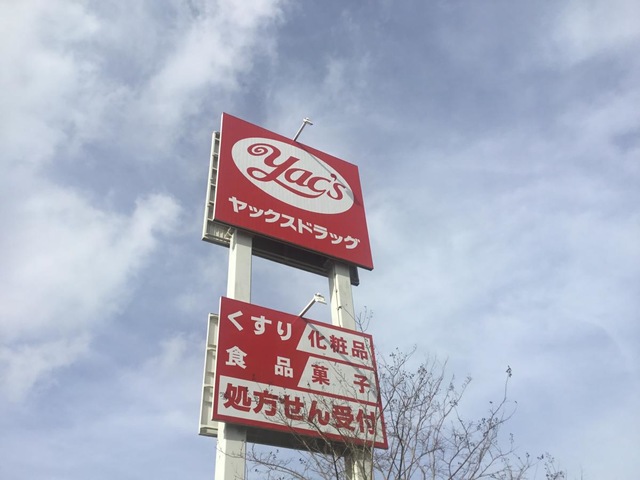 yac's
ヤックスドラッグ
くすり 化粧品
食品 菓子
処方せん受付